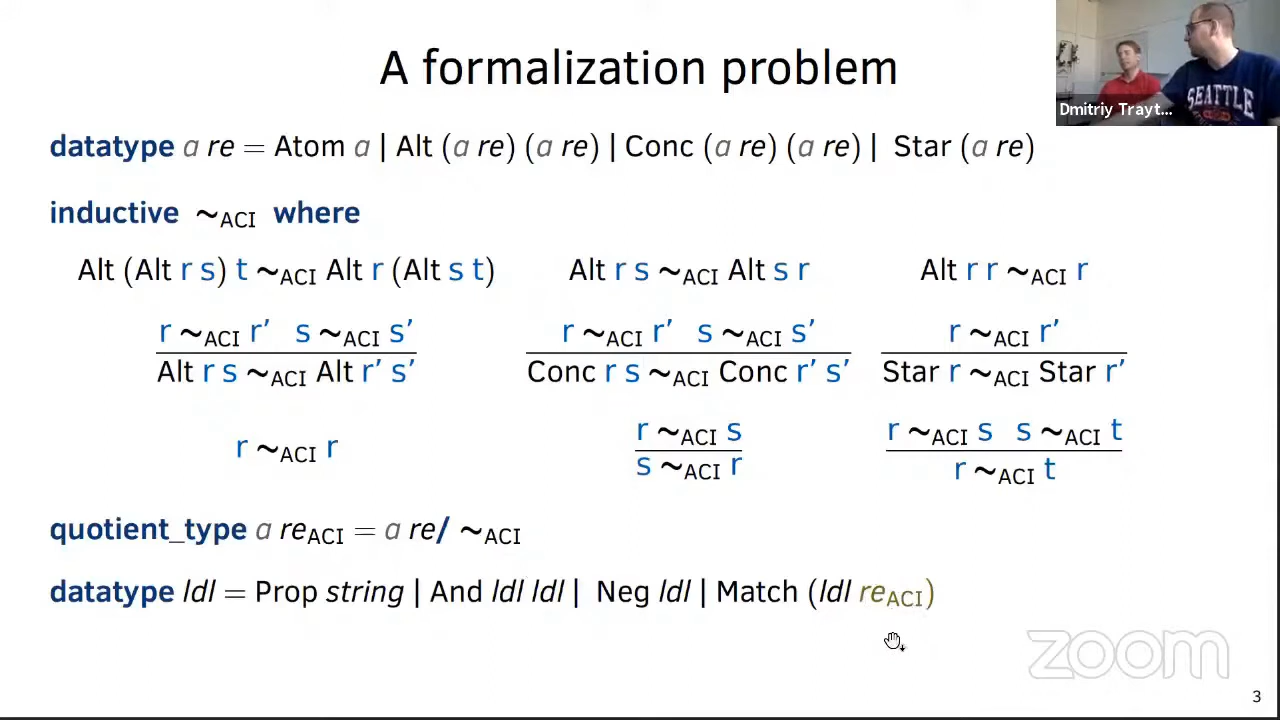 A formalization problem
SEATTLE
Dmitriy Trayt...
datatype a re = Atom a | Alt (a re) (a re) | Conc (a re) (a re) | Star (a re)
inductive ~ACI where
Alt (Alt r s) t ~ACI Alt r (Alt s t) Alt r s ~ACI Alt s r Alt r r ~ACI r
r ~ACI r’ s ~ACI s’ r ~ACI r’ s ~ACI s’ r ~ACI r’
Alt r s ~ACI Alt r’ s’ Conc r s ~ACI Conc r’ s’ Star r ~ACI Star r’
r ~ACI r
r ~ACI s r ~ACI s s ~ACI t
s ~ACI r r ~ACI t
quotient_type a reACI = a re/ ~ACI
datatype ldl = Prop string | And ldl ldl | Neg ldl | Match (ldl reACI)
zoom
3